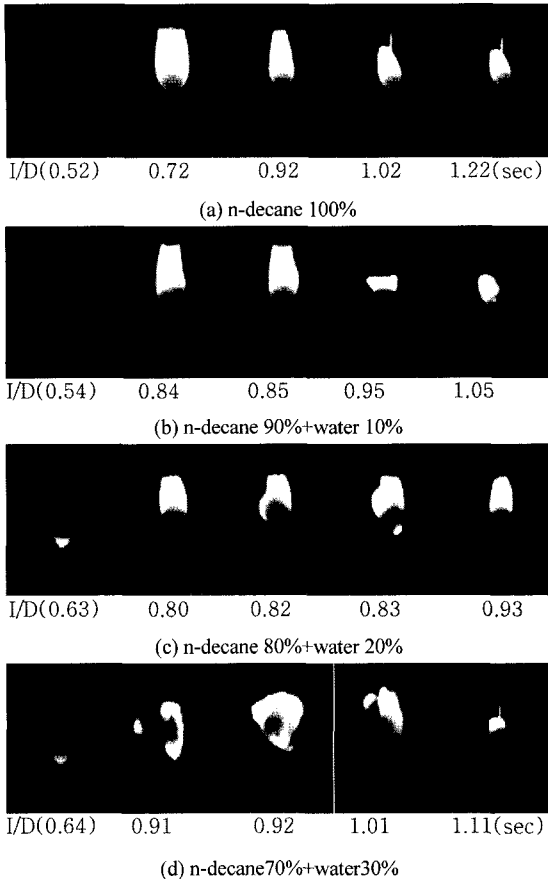 I/D(0.52) 0.72 0.92 1.02 1.22(sec)
(a) n-decane 100%
I/D(0.54) 0.84 0.85 0.95 1.05
(b) n-decane 90%+water 10%
I/D(0.63) 0.80 0.82 0.83 0.93
(c) n-decane 80%+water 20%
I/D(0.64) 0.91 0.92 1.01 1.11(sec)
(d) n-decane70%+water30%